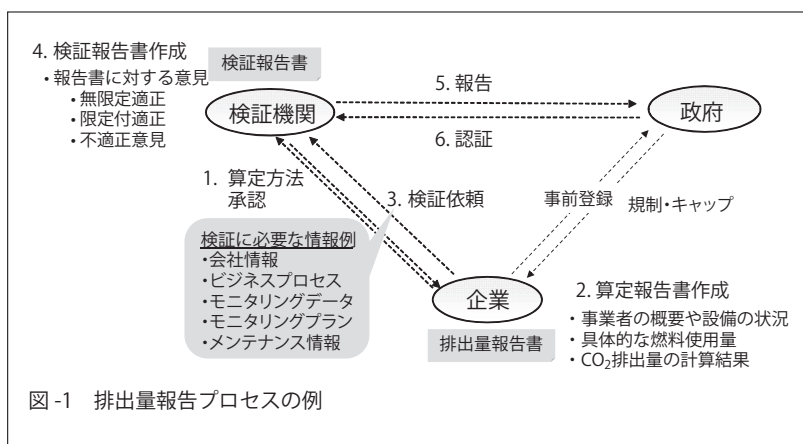 4. 検証報告書作成
・報告書に対する意見
・無限定適正
・限定付適正
・不適正意見
検証報告書
検証機関
5. 報告
6. 認証
政府
1. 算定方法
承認
3. 検証依頼
事前登録
規制・キャップ
検証に必要な情報例
・会社情報
・ビジネスプロセス
・モニタリングデータ
・モニタリングプラン
・メンテナンス情報
企業
排出量報告書
2. 算定報告書作成
・事業者の概要や設備の状況
・具体的な燃料使用量
・CO₂排出量の計算結果
図-1 排出量報告プロセスの例